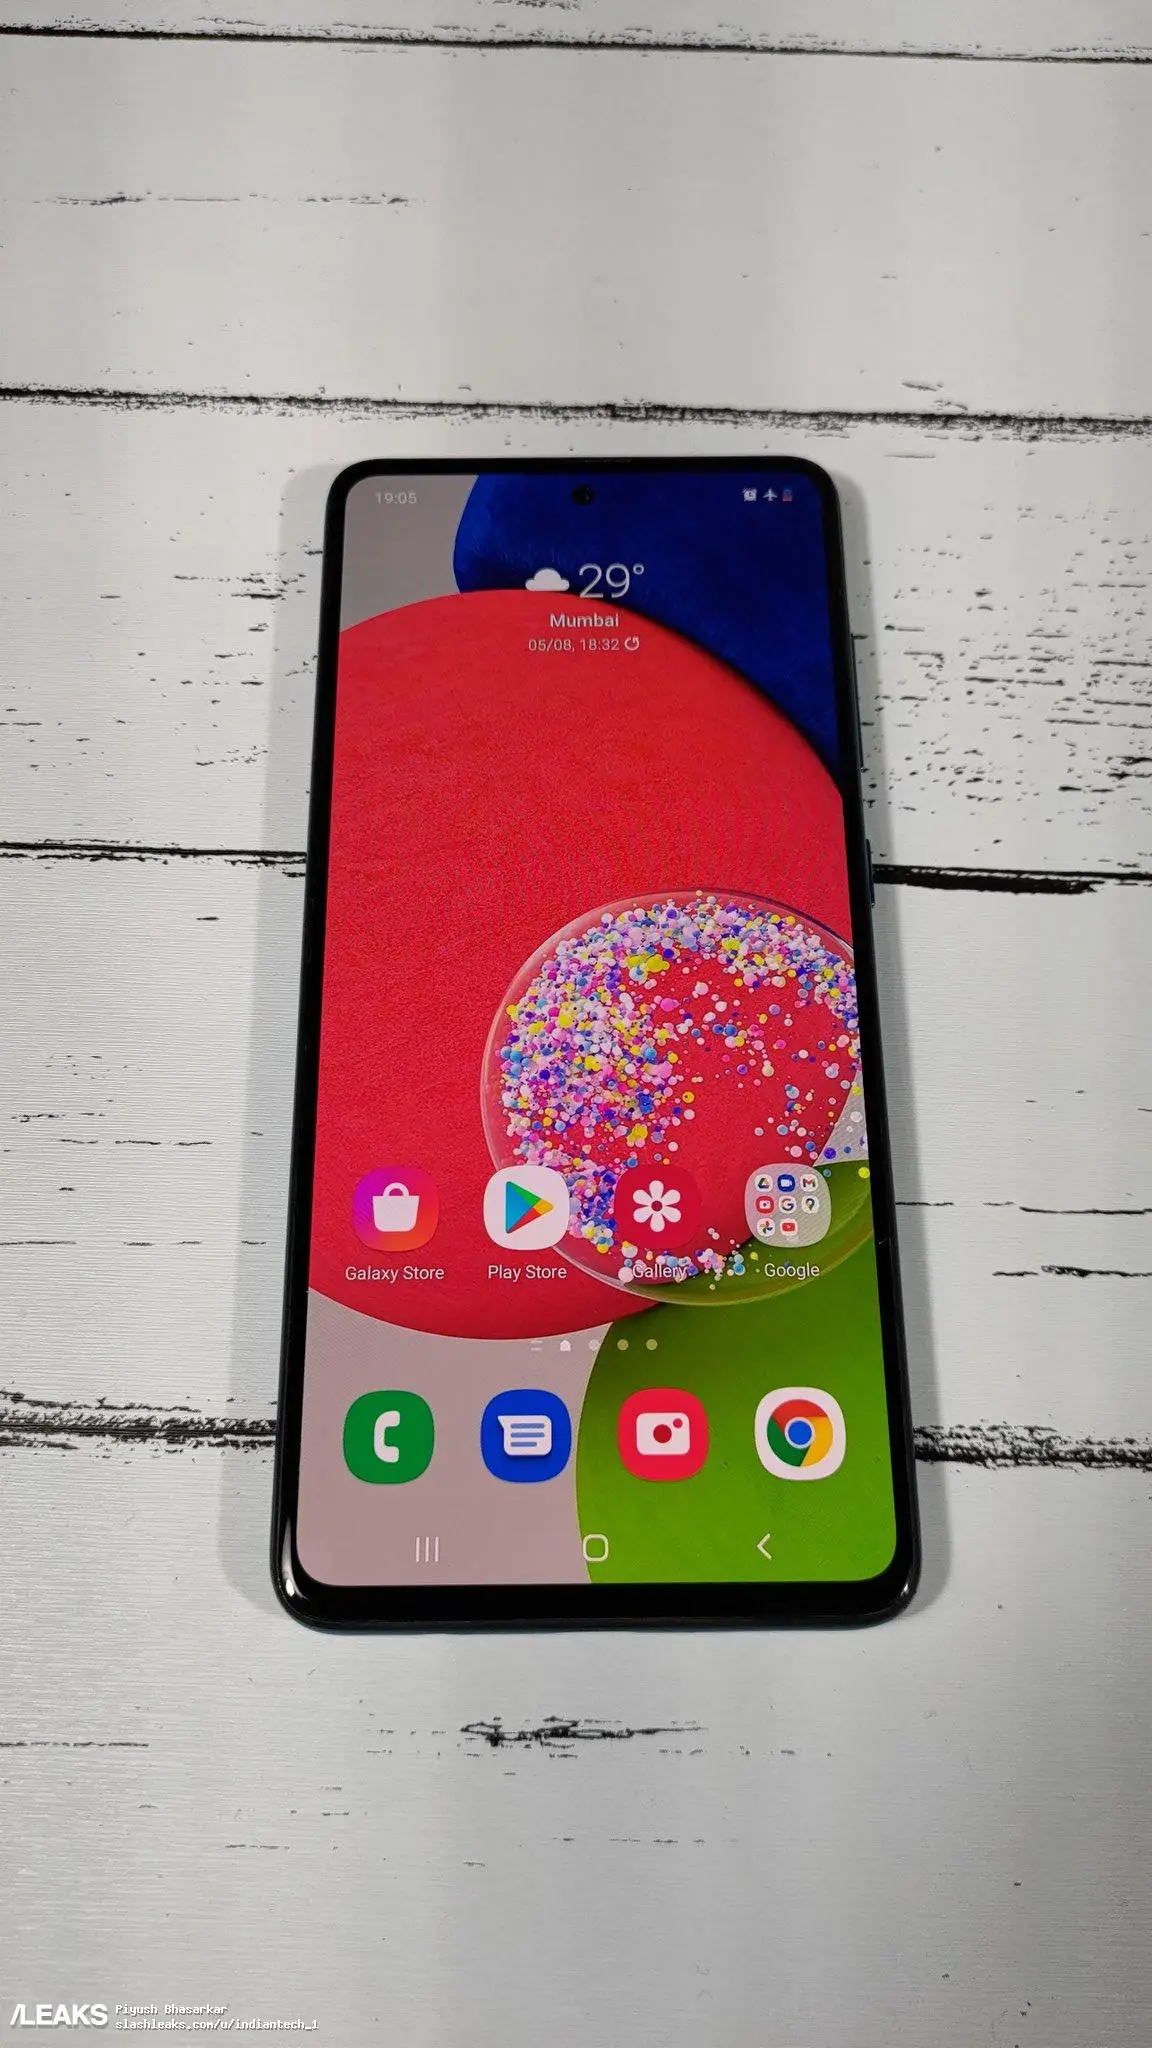 19:05
29°
Mumbai
05/08, 18:32
Galaxy Store
Play Store
Gallery
Google
/LEAKS
Piyush Bhasarkar
slashleaks.com/u/indiantech_1